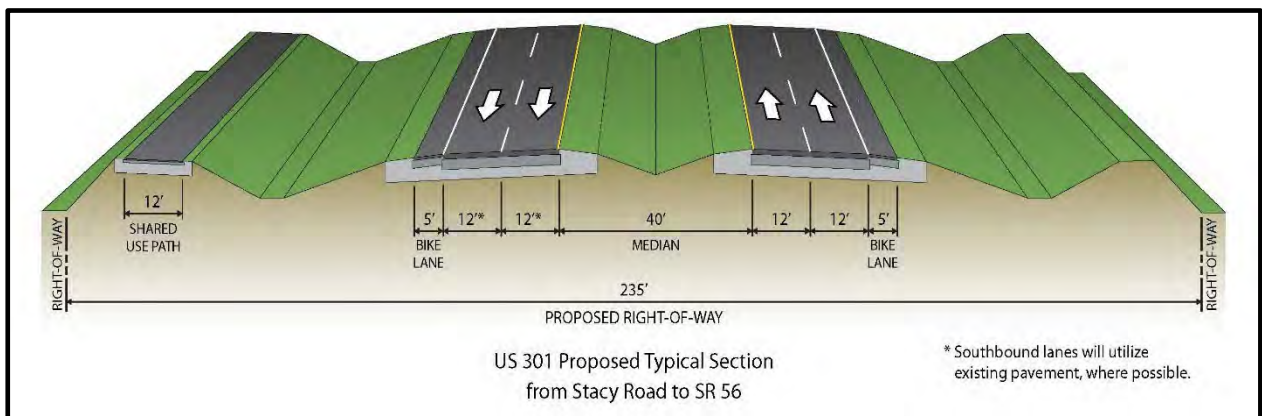 12'
SHARED
USE PATH
5'
BIKE
LANE
12'*
12'*
40'
MEDIAN
12'
12'
5'
BIKE
LANE
RIGHT-OF-WAY
235'
PROPOSED RIGHT-OF-WAY
RIGHT-OF-WAY
US 301 Proposed Typical Section
from Stacy Road to SR 56
* Southbound lanes will utilize
existing pavement, where possible.